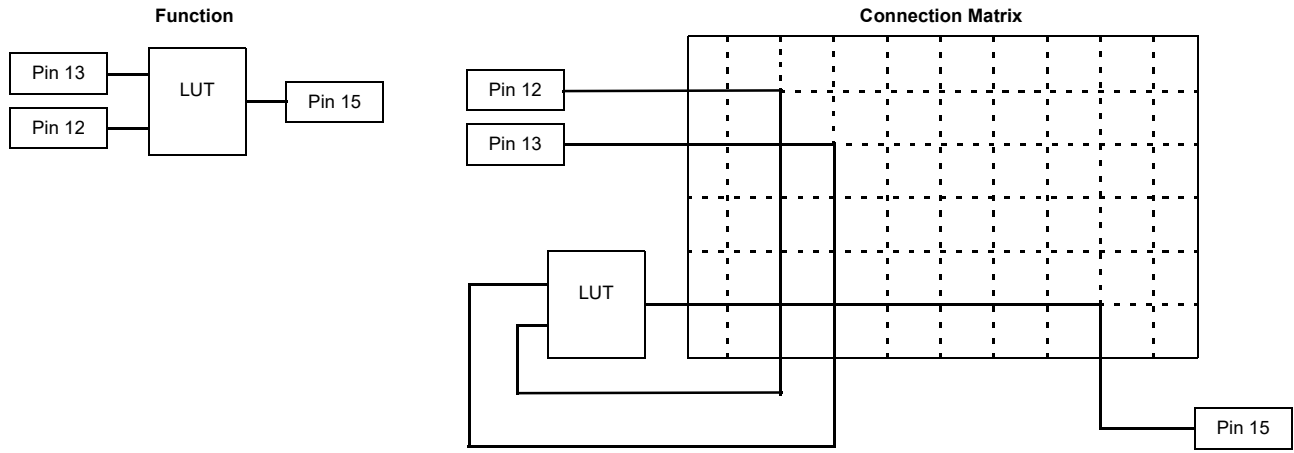 Function
Pin 13
Pin 12
LUT
Pin 15
Connection Matrix
Pin 12
Pin 13
LUT
Pin 15